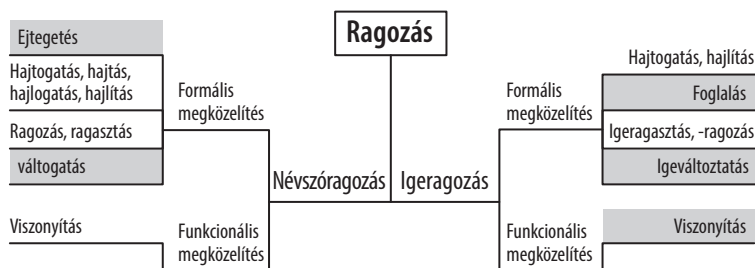 Ragozás
Ejtegetés
Hajtogatás, hajtás,
hajlogatás, hajlítás
Ragozás, ragasztás
váltogatás
Formális
megközelítés
Viszonyítás
Funkcionális
megközelítés
Névszóragozás
Igeragozás
Formális
megközelítés
Hajtogatás, hajlítás
Foglalás
Igeragasztás, -ragozás
Igeváltoztatás
Funkcionális
megközelítés
Viszonyítás